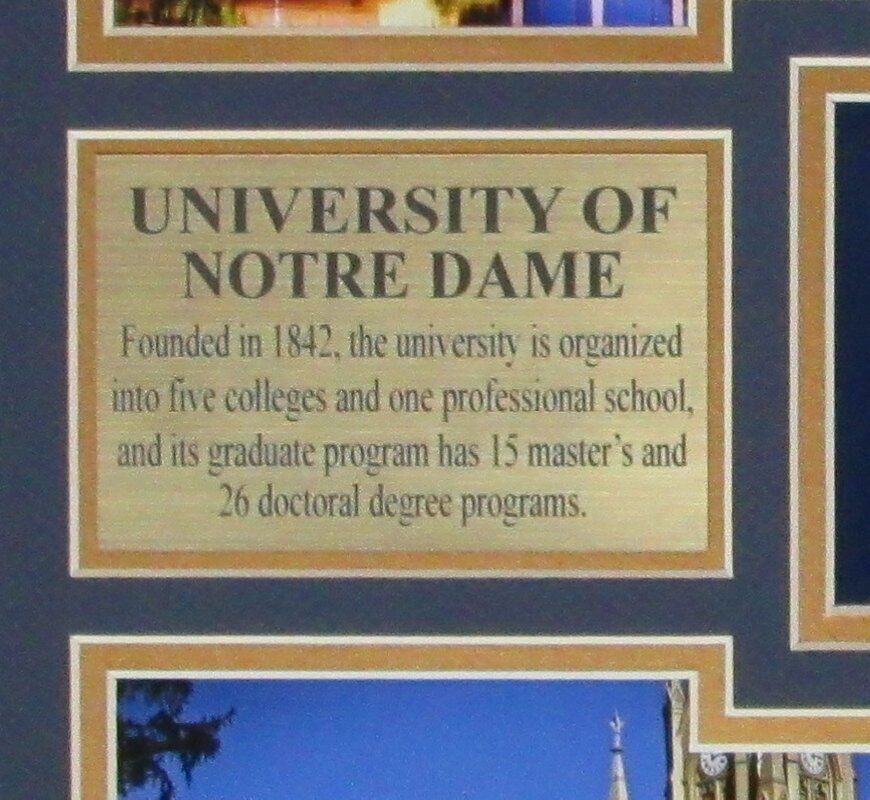 UNIVERSITY OF
NOTRE DAME
Founded in 1842, the university is organized
into five colleges and one professional school,
and its graduate program has 15 master's and
26 doctoral degree programs.